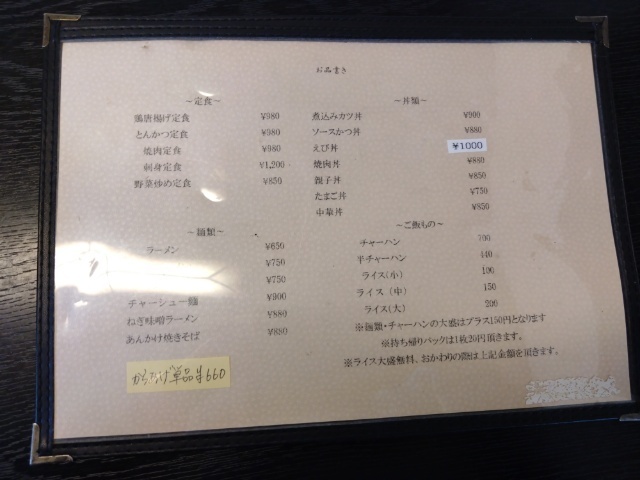 お品書き
～定食～
鶏唐揚げ定食 ¥980
とんかつ定食 ¥980
焼肉定食 ¥980
刺身定食 ¥1,200
野菜炒め定食 ¥850
～丼類～
煮込みカツ丼 ¥900
ソースかつ丼 ¥880
えび丼 ¥1000
焼肉丼 ¥880
親子丼 ¥850
たまご丼 ¥750
中華丼 ¥850
～麺類～
ラーメン ¥650
¥750
¥750
チャーシュー麺 ¥900
ねぎ味噌ラーメン ¥880
あんかけ焼きそば ¥880
からあげ単品 ¥660
～ご飯もの～
チャーハン 700
半チャーハン 440
ライス(小) 100
ライス（中） 150
ライス(大) 200
※麺類・チャーハンの大盛はプラス150円となります
※持ち帰りパックは1枚20円頂きます。
※ライス大盛無料、おかわりの際は上記金額を頂きます。